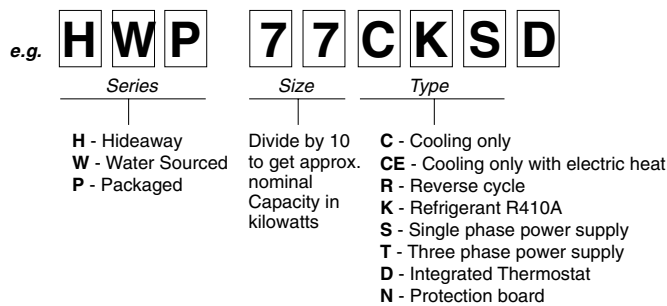 e.g. H W P 7 7 C K S D
Series Size Type
H - Hideaway
W - Water Sourced
P - Packaged
Divide by 10
to get approx.
nominal
Capacity in
kilowatts
C - Cooling only
CE - Cooling only with electric heat
R - Reverse cycle
K - Refrigerant R410A
S - Single phase power supply
T - Three phase power supply
D - Integrated Thermostat
N - Protection board